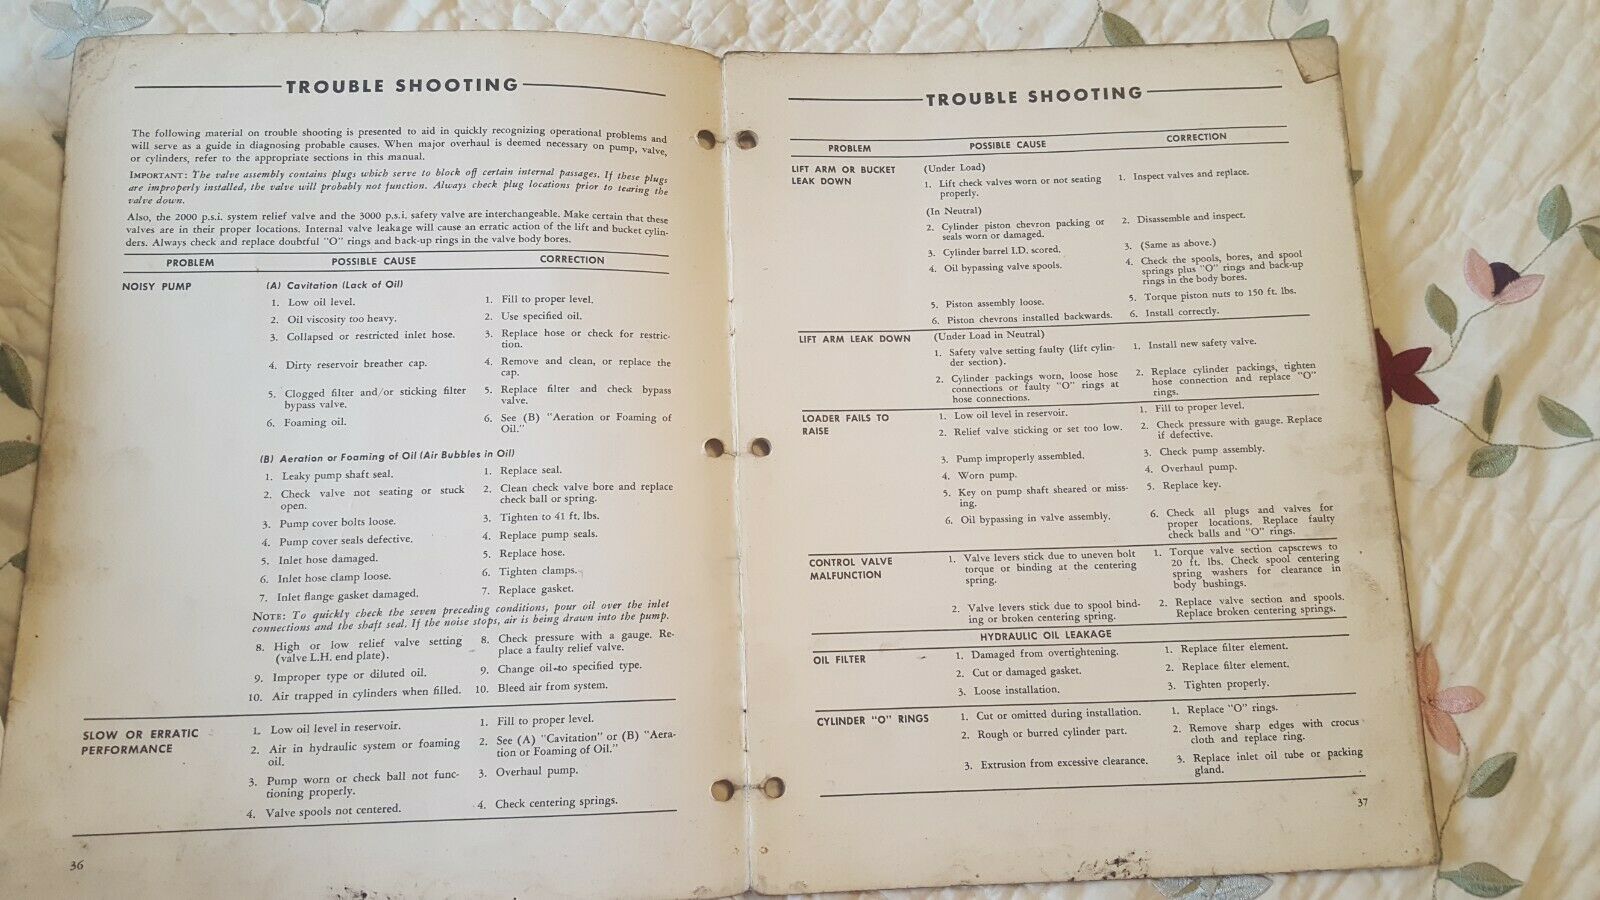 TROUBLE SHOOTING
The following material on trouble shooting is presented to aid in quickly recognizing operational problems and
will serve as a guide in diagnosing probable causes. When major overhaul is deemed necessary on pump, valve,
or cylinders, refer to the appropriate sections in this manual.
IMPORTANT: The valve assembly contains plugs which serve to block off certain internal passages. If these plugs
are improperly installed, the valve will probably not function. Always check plug locations prior to tearing the
valve down.
Also, the 2000 p.s.i. system relief valve and the 3000 p.s.i. safety valve are interchangeable. Make certain that these
valves are in their proper locations. Internal valve leakage will cause an erratic action of the lift and bucket cylin-
ders. Always check and replace doubtful "O" rings and back-up rings in the valve body bores.
PROBLEM POSSIBLE CAUSE CORRECTION
NOISY PUMP (A) Cavitation (Lack of Oil)
1. Low oil level. 1. Fill to proper level.
2. Oil viscosity too heavy. 2. Use specified oil.
3. Collapsed or restricted inlet hose. 3. Replace hose or check for restric-
tion.
4. Dirty reservoir breather cap. 4. Remove and clean, or replace the
cap.
5. Clogged filter and/or sticking filter 5. Replace filter and check bypass
bypass valve. valve.
6. Foaming oil. 6. See (B) "Aeration or Foaming of
Oil."
(B) Aeration or Foaming of Oil (Air Bubbles in Oil)
1. Leaky pump shaft seal. 1. Replace seal.
2. Check valve not seating or stuck 2. Clean check valve bore and replace
open. check ball or spring.
3. Pump cover bolts loose. 3. Tighten to 41 ft. lbs.
4. Pump cover seals defective. 4. Replace pump seals.
5. Inlet hose damaged. 5. Replace hose.
6. Inlet hose clamp loose. 6. Tighten clamps.
7. Inlet flange gasket damaged. 7. Replace gasket.
NOTE: To quickly check the seven preceding conditions, pour oil over the inlet
connections and the shaft seal. If the noise stops, air is being drawn into the pump.
8. High or low relief valve setting 8. Check pressure with a gauge. Re-
(valve L.H. end plate). place a faulty relief valve.
9. Improper type or diluted oil. 9. Change oil to specified type.
10. Air trapped in cylinders when filled. 10. Bleed air from system.
SLOW OR ERRATIC 1. Low oil level in reservoir. 1. Fill to proper level.
PERFORMANCE 2. Air in hydraulic system or foaming 2. See (A) "Cavitation" or (B) "Aera-
oil. tion or Foaming of Oil."
3. Pump worn or check ball not func- 3. Overhaul pump.
tioning properly.
4. Valve spools not centered. 4. Check centering springs.
36
TROUBLE SHOOTING
PROBLEM POSSIBLE CAUSE CORRECTION
LIFT ARM OR BUCKET (Under Load)
LEAK DOWN 1. Lift check valves worn or not seating 1. Inspect valves and replace.
properly.
(In Neutral)
2. Cylinder piston chevron packing or 2. Disassemble and inspect.
seals worn or damaged.
3. Cylinder barrel I.D. scored. 3. (Same as above.)
4. Oil bypassing valve spools. 4. Check the spools, bores, and spool
springs plus "O" rings and back-up
rings in the body bores.
5. Piston assembly loose. 5. Torque piston nuts to 150 ft. lbs.
6. Piston chevrons installed backwards. 6. Install correctly.
LIFT ARM LEAK DOWN (Under Load in Neutral)
1. Safety valve setting faulty (lift cylin- 1. Install new safety valve.
der section).
2. Cylinder packings worn, loose hose 2. Replace cylinder packings, tighten
connections or faulty "O" rings at hose connection and replace "O"
hose connections. rings.
LOADER FAILS TO 1. Low oil level in reservoir. 1. Fill to proper level.
RAISE 2. Relief valve sticking or set too low. 2. Check pressure with gauge. Replace
if defective.
3. Pump improperly assembled. 3. Check pump assembly.
4. Worn pump. 4. Overhaul pump.
5. Key on pump shaft sheared or miss- 5. Replace key.
ing.
6. Oil bypassing in valve assembly. 6. Check all plugs and valves for
proper locations. Replace faulty
check balls and "O" rings.
CONTROL VALVE 1. Valve levers stick due to uneven bolt 1. Torque valve section capscrews to
MALFUNCTION torque or binding at the centering 20 ft. lbs. Check spool centering
spring. spring washers for clearance in
body bushings.
2. Valve levers stick due to spool bind- 2. Replace valve section and spools.
ing or broken centering spring. Replace broken centering springs.
HYDRAULIC OIL LEAKAGE
OIL FILTER 1. Damaged from overtightening. 1. Replace filter element.
2. Cut or damaged gasket. 2. Replace filter element.
3. Loose installation. 3. Tighten properly.
CYLINDER "O" RINGS 1. Cut or omitted during installation. 1. Replace "O" rings.
2. Rough or burred cylinder part. 2. Remove sharp edges with crocus
cloth and replace ring.
3. Extrusion from excessive clearance. 3. Replace inlet oil tube or packing
gland.
37